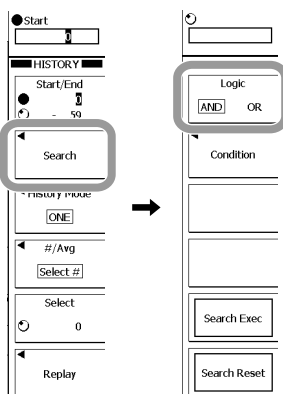 Start
0
HISTORY
Start/End
0
- 59
Search
History Mode
ONE
#/Avg
Select #
Select
0
Replay
Logic
AND OR
Condition
Search Exec
Search Reset